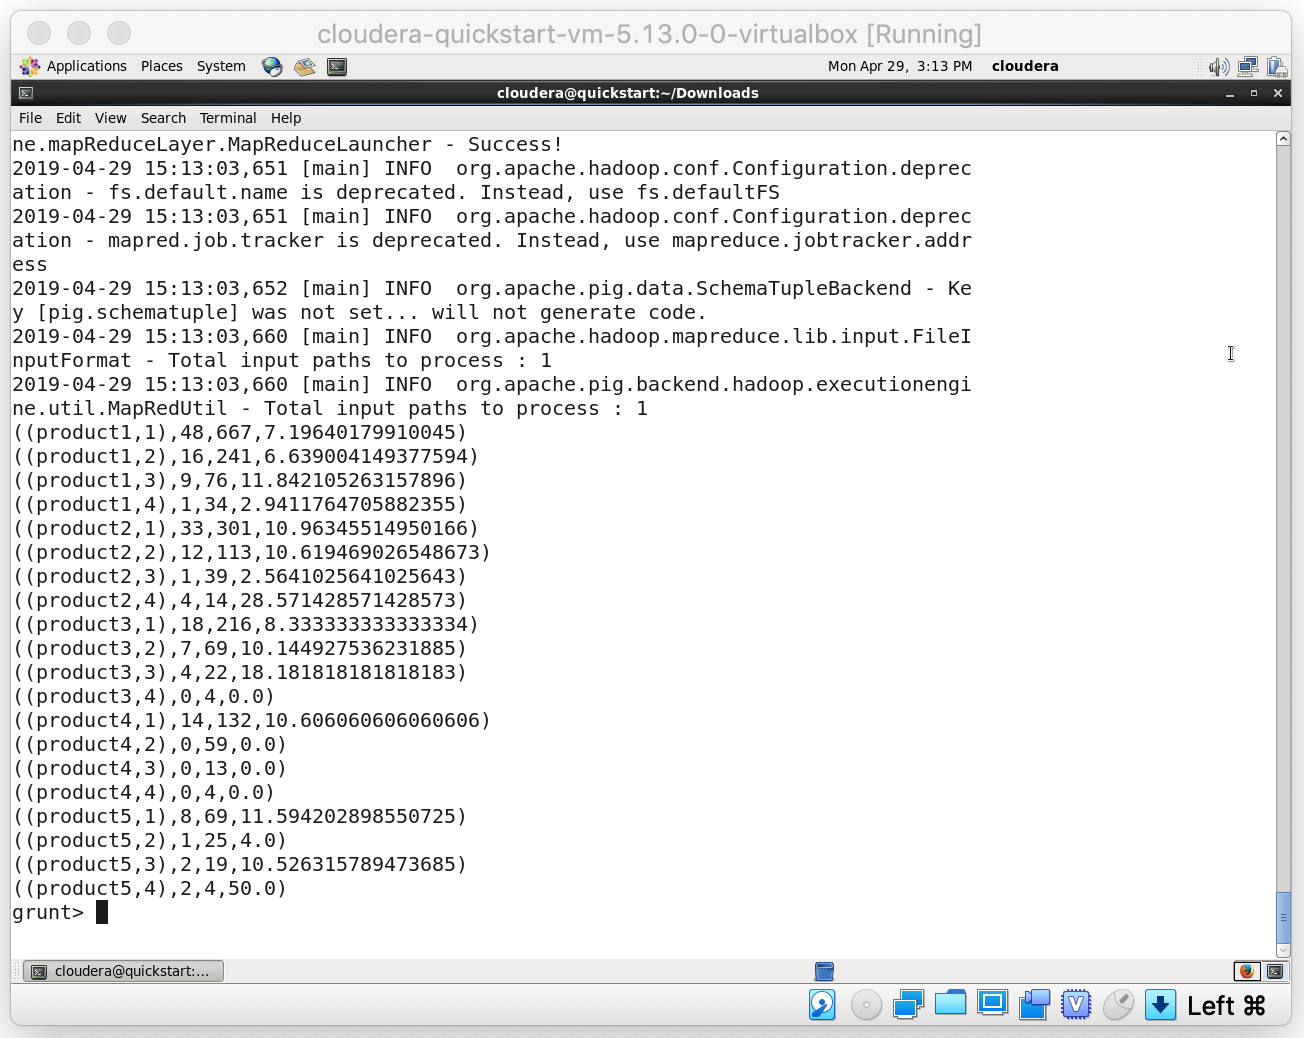 cloudera-quickstart-vm-5.13.0-0-virtualbox [Running]
Applications Places System Mon Apr 29, 3:13 PM cloudera
cloudera@quickstart:~/Downloads
File Edit View Search Terminal Help
ne.mapReduceLayer.MapReduceLauncher - Success!
2019-04-29 15:13:03,651 [main] INFO  org.apache.hadoop.conf.Configuration.deprec
ation - fs.default.name is deprecated. Instead, use fs.defaultFS
2019-04-29 15:13:03,651 [main] INFO  org.apache.hadoop.conf.Configuration.deprec
ation - mapred.job.tracker is deprecated. Instead, use mapreduce.jobtracker.addr
ess
2019-04-29 15:13:03,652 [main] INFO  org.apache.pig.data.SchemaTupleBackend - Ke
y [pig.schematuple] was not set... will not generate code.
2019-04-29 15:13:03,660 [main] INFO  org.apache.hadoop.mapreduce.lib.input.FileI
nputFormat - Total input paths to process : 1
2019-04-29 15:13:03,660 [main] INFO  org.apache.pig.backend.hadoop.executionengi
ne.util.MapRedUtil - Total input paths to process : 1
((product1,1),48,667,7.19640179910045)
((product1,2),16,241,6.639004149377594)
((product1,3),9,76,11.842105263157896)
((product1,4),1,34,2.9411764705882355)
((product2,1),33,301,10.96345514950166)
((product2,2),12,113,10.619469026548673)
((product2,3),1,39,2.5641025641025643)
((product2,4),4,14,28.571428571428573)
((product3,1),18,216,8.333333333333334)
((product3,2),7,69,10.144927536231885)
((product3,3),4,22,18.181818181818183)
((product3,4),0,4,0.0)
((product4,1),14,132,10.606060606060606)
((product4,2),0,59,0.0)
((product4,3),0,13,0.0)
((product4,4),0,4,0.0)
((product5,1),8,69,11.594202898550725)
((product5,2),1,25,4.0)
((product5,3),2,19,10.526315789473685)
((product5,4),2,4,50.0)
grunt>
cloudera@quickstart:...
Left ⌘